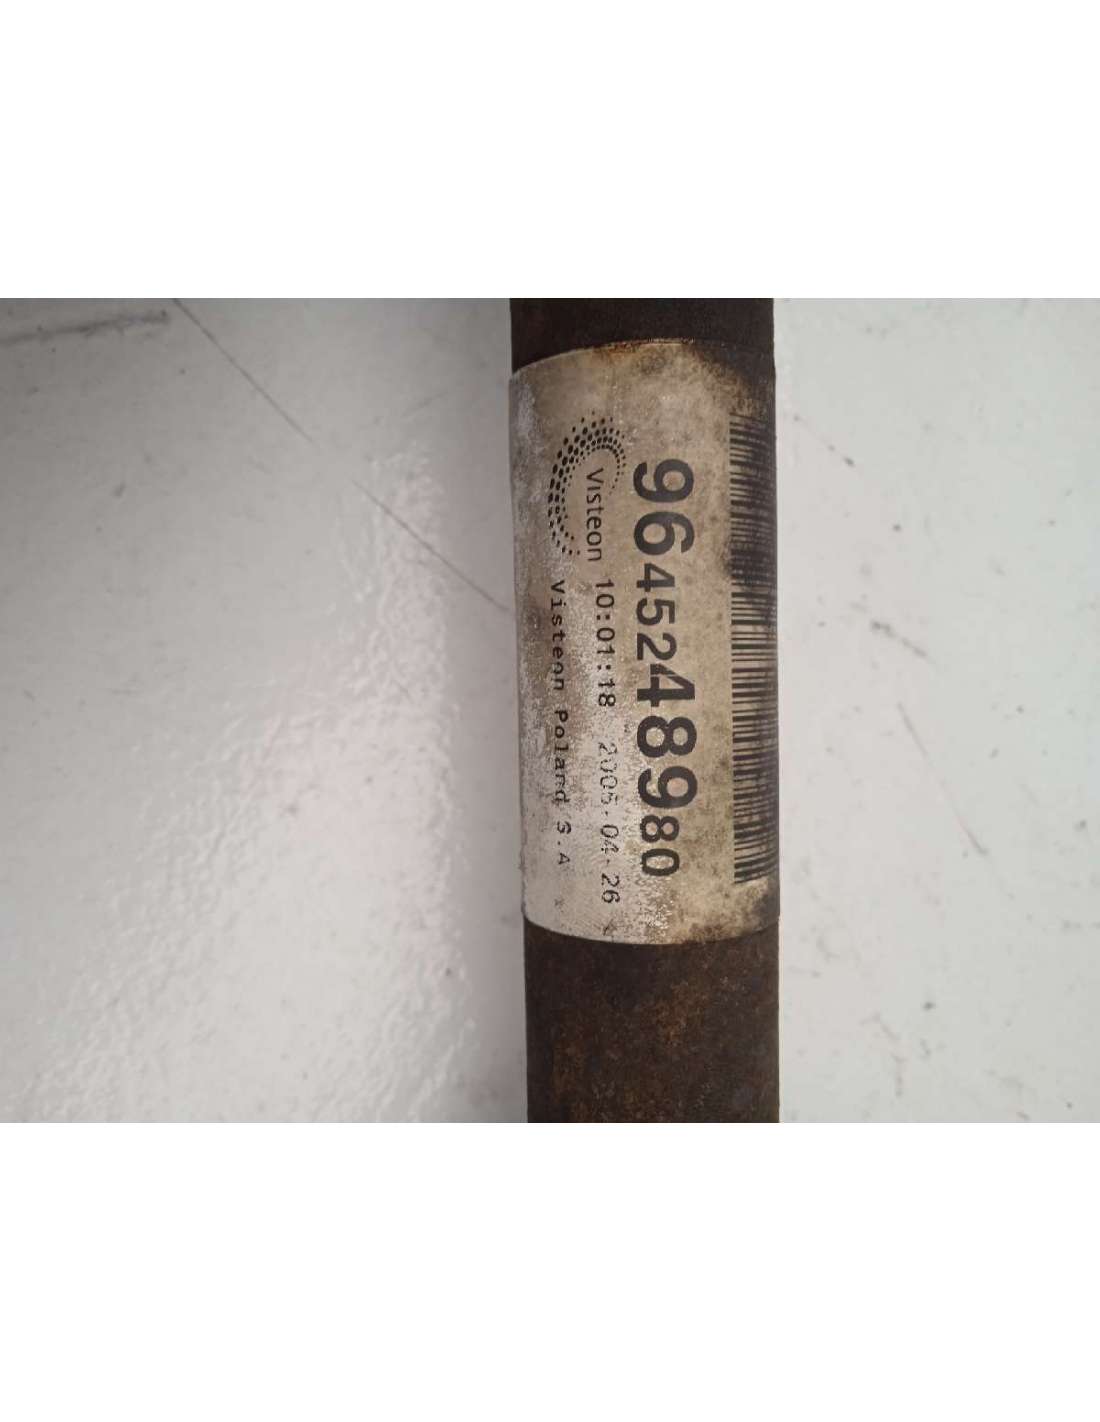 9645248980
Visteon 10:01:18 2005-04-26
Visteon Poland S.A